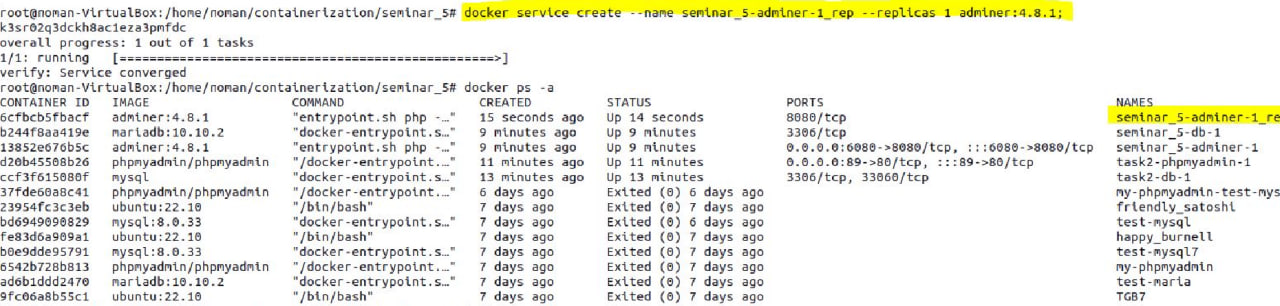 root@noman-VirtualBox:/home/noman/containerization/seminar_5# docker service create --name seminar_5-adminer-1_rep --replicas 1 adminer:4.8.1;
k3sr02q3dckh8ac1eza3pmfdc
overall progress: 1 out of 1 tasks
1/1: running   [==================================================>]
verify: Service converged
root@noman-VirtualBox:/home/noman/containerization/seminar_5# docker ps -a
CONTAINER ID   IMAGE                   COMMAND                  CREATED          STATUS                  PORTS                                       NAMES
6cfbcb5fbacf   adminer:4.8.1           "entrypoint.sh php -…"   15 seconds ago   Up 14 seconds           8080/tcp                                    seminar_5-adminer-1_re
b244f8aa419e   mariadb:10.10.2         "docker-entrypoint.s…"   9 minutes ago    Up 9 minutes            3306/tcp                                    seminar_5-db-1
13852e676b5c   adminer:4.8.1           "entrypoint.sh php -…"   9 minutes ago    Up 9 minutes            0.0.0.0:6080->8080/tcp, :::6080->8080/tcp   seminar_5-adminer-1
d20b45508b26   phpmyadmin/phpmyadmin   "/docker-entrypoint.…"   11 minutes ago   Up 11 minutes           0.0.0.0:89->80/tcp, :::89->80/tcp           task2-phpmyadmin-1
ccf3f615080f   mysql                   "docker-entrypoint.s…"   13 minutes ago   Up 13 minutes           3306/tcp, 33060/tcp                         task2-db-1
37fde60a8c41   phpmyadmin/phpmyadmin   "/docker-entrypoint.…"   6 days ago       Exited (0) 6 days ago                                               my-phpmyadmin-test-mys
23954fc3c3eb   ubuntu:22.10            "/bin/bash"              7 days ago       Exited (0) 7 days ago                                               friendly_satoshi
bd6949090829   mysql:8.0.33            "docker-entrypoint.s…"   7 days ago       Exited (0) 6 days ago                                               test-mysql
fe83d6a909a1   ubuntu:22.10            "/bin/bash"              7 days ago       Exited (0) 7 days ago                                               happy_burnell
b0e9dde95791   mysql:8.0.33            "docker-entrypoint.s…"   7 days ago       Exited (0) 7 days ago                                               test-mysql7
6542b728b813   phpmyadmin/phpmyadmin   "/docker-entrypoint.…"   7 days ago       Exited (0) 7 days ago                                               my-phpmyadmin
ad6b1ddd2470   mariadb:10.10.2         "docker-entrypoint.s…"   7 days ago       Exited (0) 7 days ago                                               test-maria
9fc06a8b55c1   ubuntu:22.10            "/bin/bash"              7 days ago       Exited (0) 7 days ago                                               TGB7